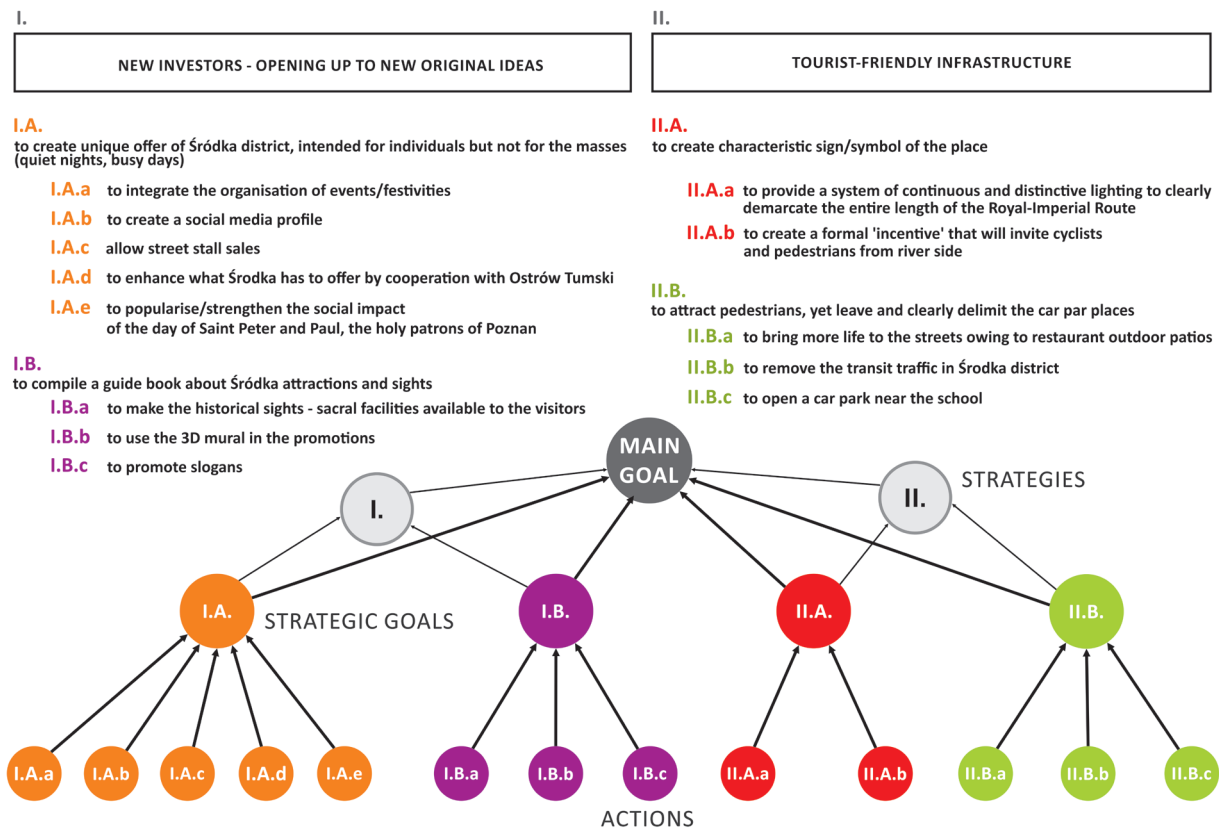 I.
NEW INVESTORS - OPENING UP TO NEW ORIGINAL IDEAS
I.A.
to create unique offer of Śródka district, intended for individuals but not for the masses
(quiet nights, busy days)
I.A.a to integrate the organisation of events/festivities
I.A.b to create a social media profile
I.A.c allow street stall sales
I.A.d to enhance what Środka has to offer by cooperation with Ostrów Tumski
I.A.e to popularise/strengthen the social impact
of the day of Saint Peter and Paul, the holy patrons of Poznan
I.B.
to compile a guide book about Śródka attractions and sights
I.B.a to make the historical sights - sacral facilities available to the visitors
I.B.b to use the 3D mural in the promotions
I.B.c to promote slogans
II.
TOURIST-FRIENDLY INFRASTRUCTURE
II.A.
to create characteristic sign/symbol of the place
II.A.a to provide a system of continuous and distinctive lighting to clearly
demarcate the entire length of the Royal-Imperial Route
II.A.b to create a formal 'incentive' that will invite cyclists
and pedestrians from river side
II.B.
to attract pedestrians, yet leave and clearly delimit the car par places
II.B.a to bring more life to the streets owing to restaurant outdoor patios
II.B.b to remove the transit traffic in Środka district
II.B.c to open a car park near the school
MAIN
GOAL
I.
II.
STRATEGIES
I.A.
STRATEGIC GOALS
I.B.
II.A.
II.B.
I.A.a
I.A.b
I.A.c
I.A.d
I.A.e
I.B.a
I.B.b
I.B.c
II.A.a
II.A.b
II.B.a
II.B.b
II.B.c
ACTIONS